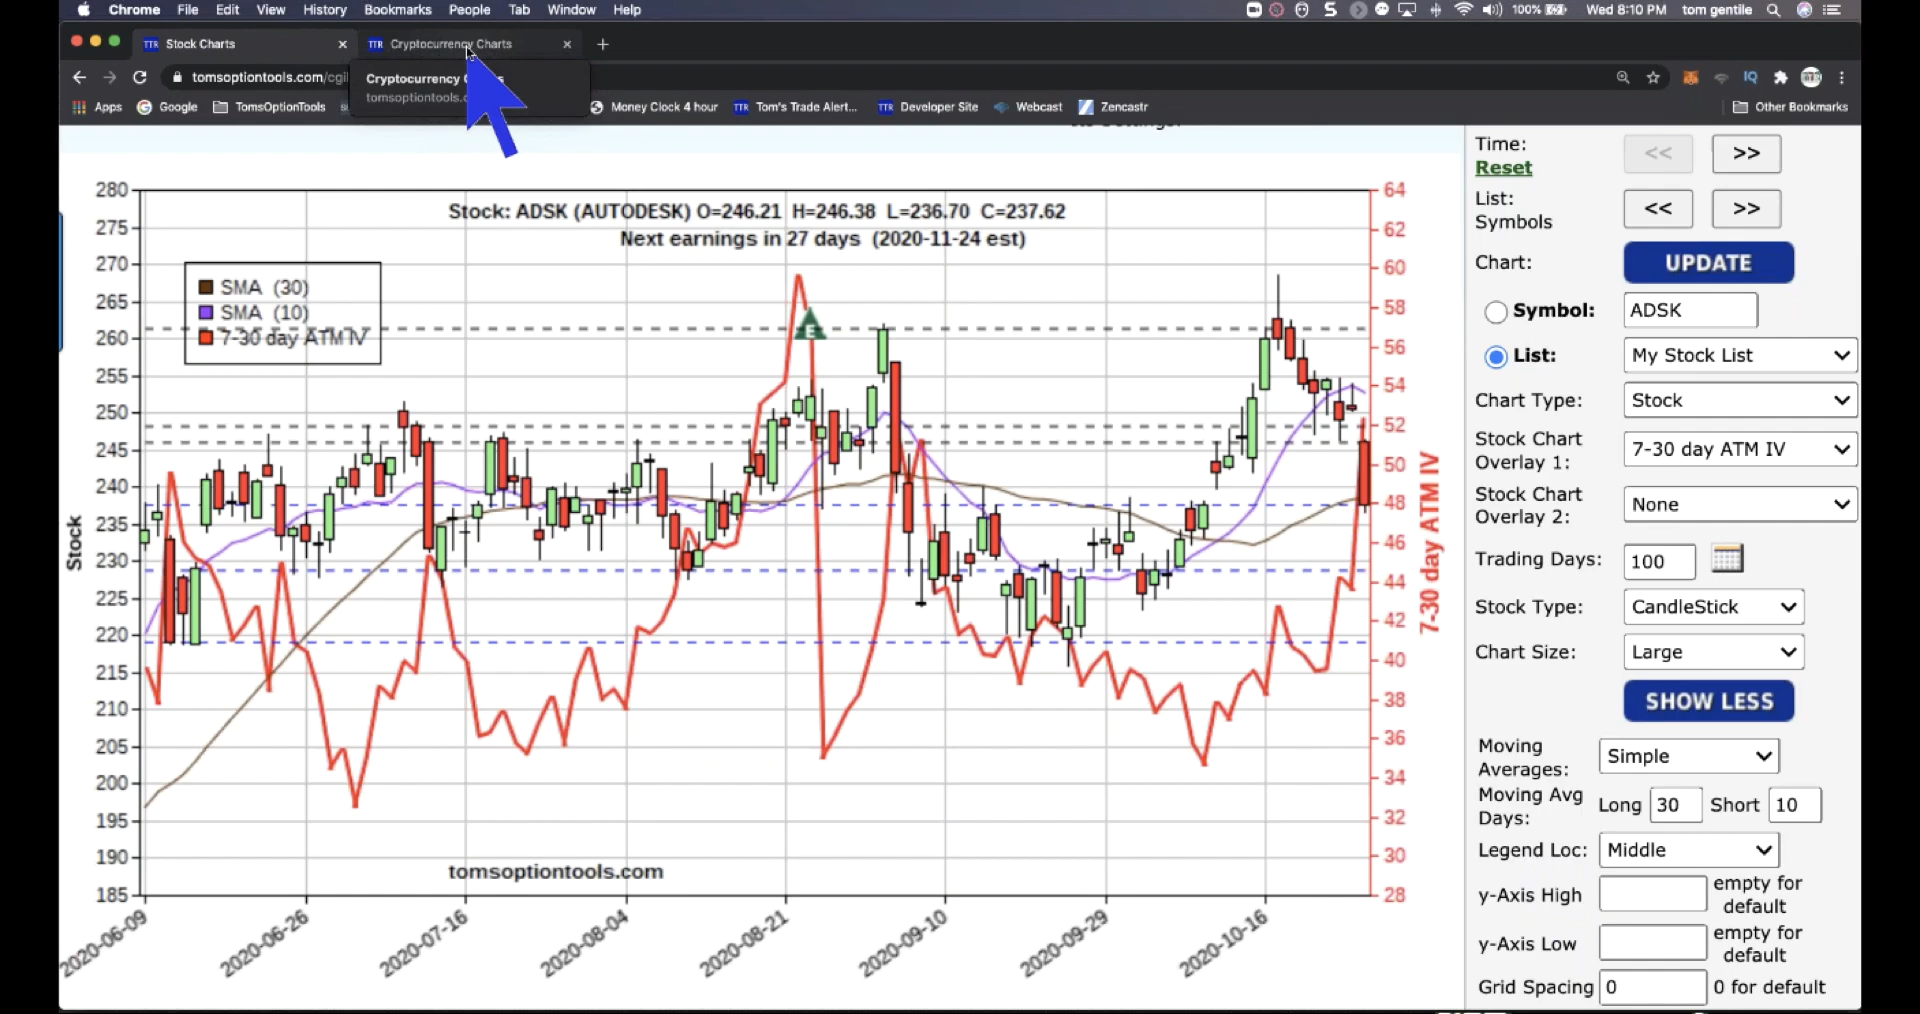 Chrome File Edit View History Bookmarks People Tab Window Help 100% Wed 8:10 PM tom gentile
TTR Stock Charts TTR Cryptocurrency Charts
tomsoptiontools.com/cgi
Cryptocurrency
tomsoptiontools.
Apps Google TomsOptionTools Money Clock 4 hour TTR Tom's Trade Alert... TTR Developer Site Webcast Zencastr Other Bookmarks
Stock: ADSK (AUTODESK) O=246.21 H=246.38 L=236.70 C=237.62
Next earnings in 27 days (2020-11-24 est)
SMA (30)
SMA (10)
7-30 day ATM IV
E
280
275
270
265
260
255
250
245
240
235
230
225
220
215
210
205
200
195
190
185
Stock
64
62
60
58
56
54
52
50
48
46
44
42
40
38
36
34
32
30
28
7-30 day ATM IV
tomsoptiontools.com
2020-06-09 2020-06-26 2020-07-16 2020-08-04 2020-08-21 2020-09-10 2020-09-29 2020-10-16
Time: << >>
Reset
List: << >>
Symbols
Chart: UPDATE
Symbol: ADSK
List: My Stock List
Chart Type: Stock
Stock Chart
Overlay 1: 7-30 day ATM IV
Stock Chart
Overlay 2: None
Trading Days: 100
Stock Type: CandleStick
Chart Size: Large
SHOW LESS
Moving
Averages: Simple
Moving Avg
Days: Long 30 Short 10
Legend Loc: Middle
y-Axis High empty for
default
y-Axis Low empty for
default
Grid Spacing 0 0 for default